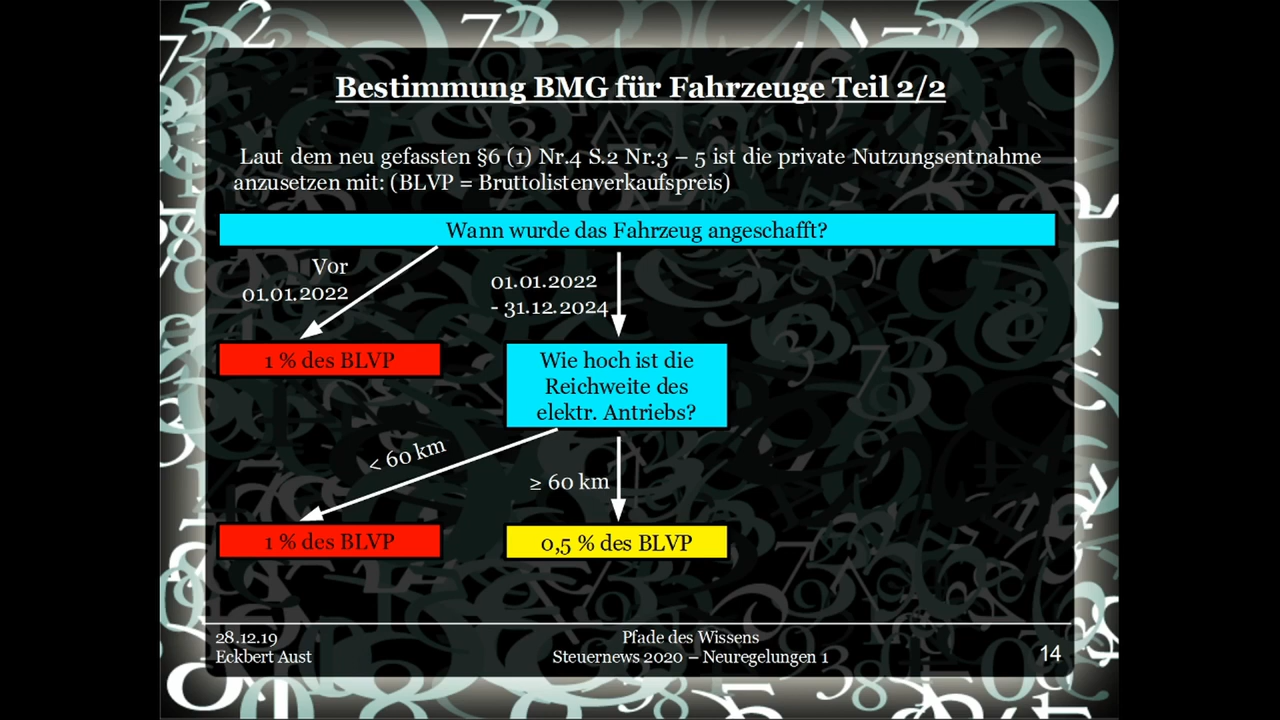 Bestimmung BMG für Fahrzeuge Teil 2/2
Laut dem neu gefassten §6 (1) Nr.4 S.2 Nr.3 – 5 ist die private Nutzungsentnahme
anzusetzen mit: (BLVP = Bruttolistenverkaufspreis)
Wann wurde das Fahrzeug angeschafft?
Vor
01.01.2022
01.01.2022
- 31.12.2024
1 % des BLVP
Wie hoch ist die
Reichweite des
elektr. Antriebs?
< 60 km
≥ 60 km
1 % des BLVP
0,5 % des BLVP
28.12.19
Eckbert Aust
Pfade des Wissens
Steuernews 2020 – Neuregelungen 1
14